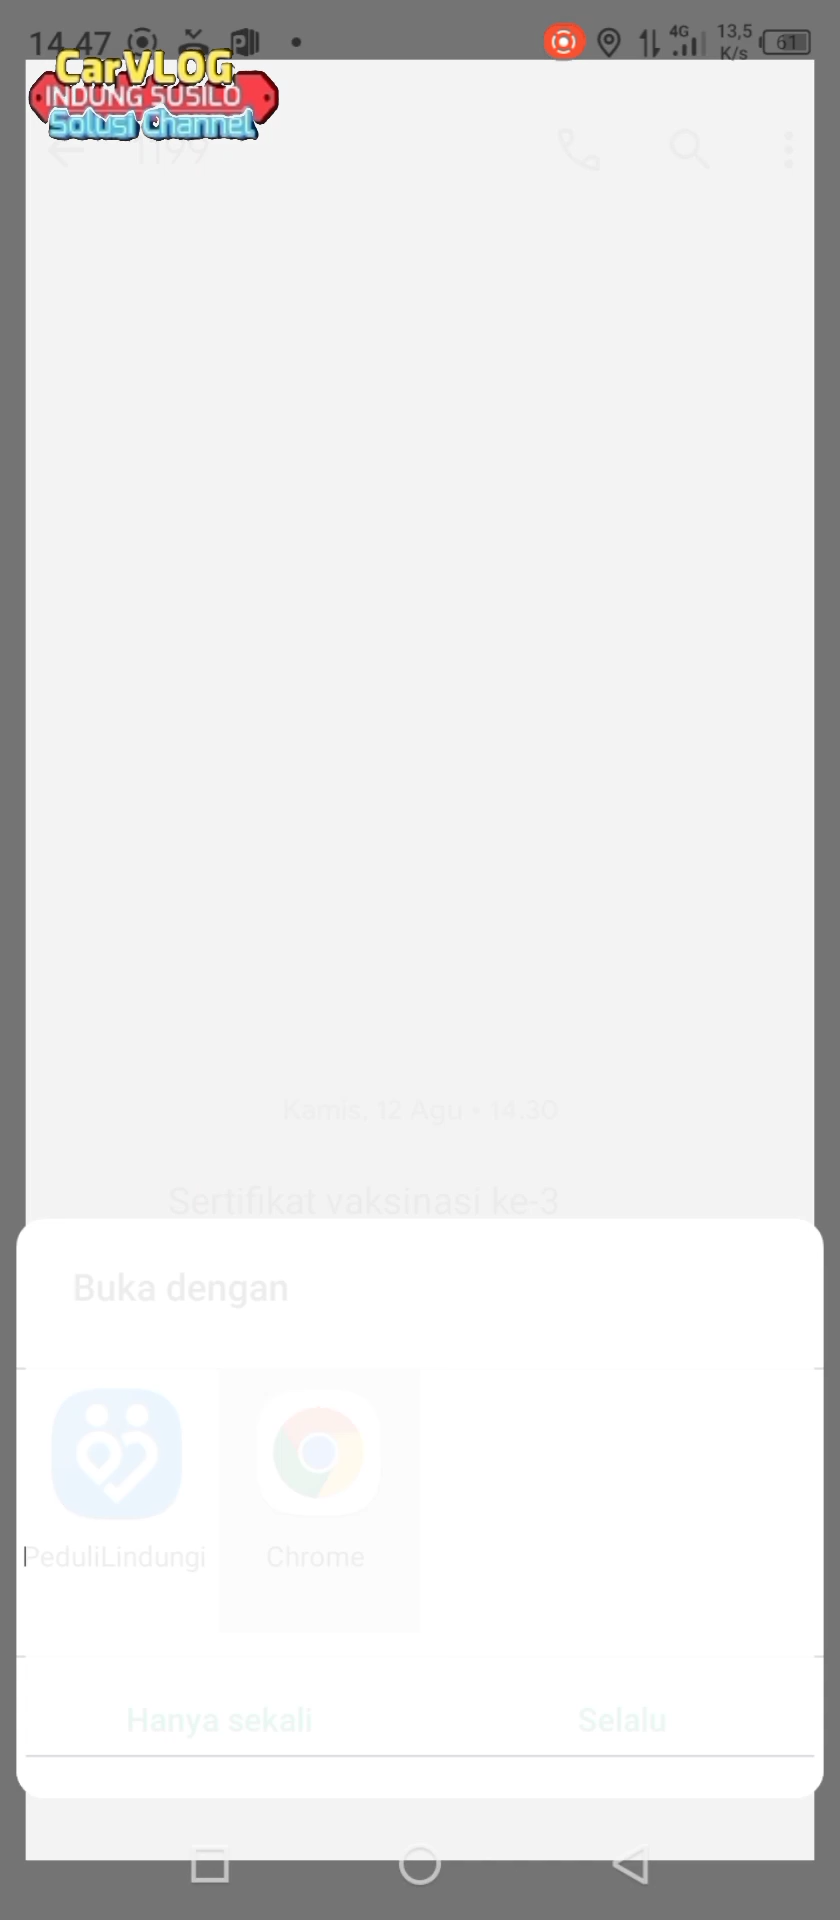 14.47
4G
13,5
K/s
61
CarVLOG
INDUNG SUSILO
Solusi Channel
1199
Kamis, 12 Agu • 14.30
Sertifikat vaksinasi ke-3
Buka dengan
PeduliLindungi
Chrome
Hanya sekali
Selalu